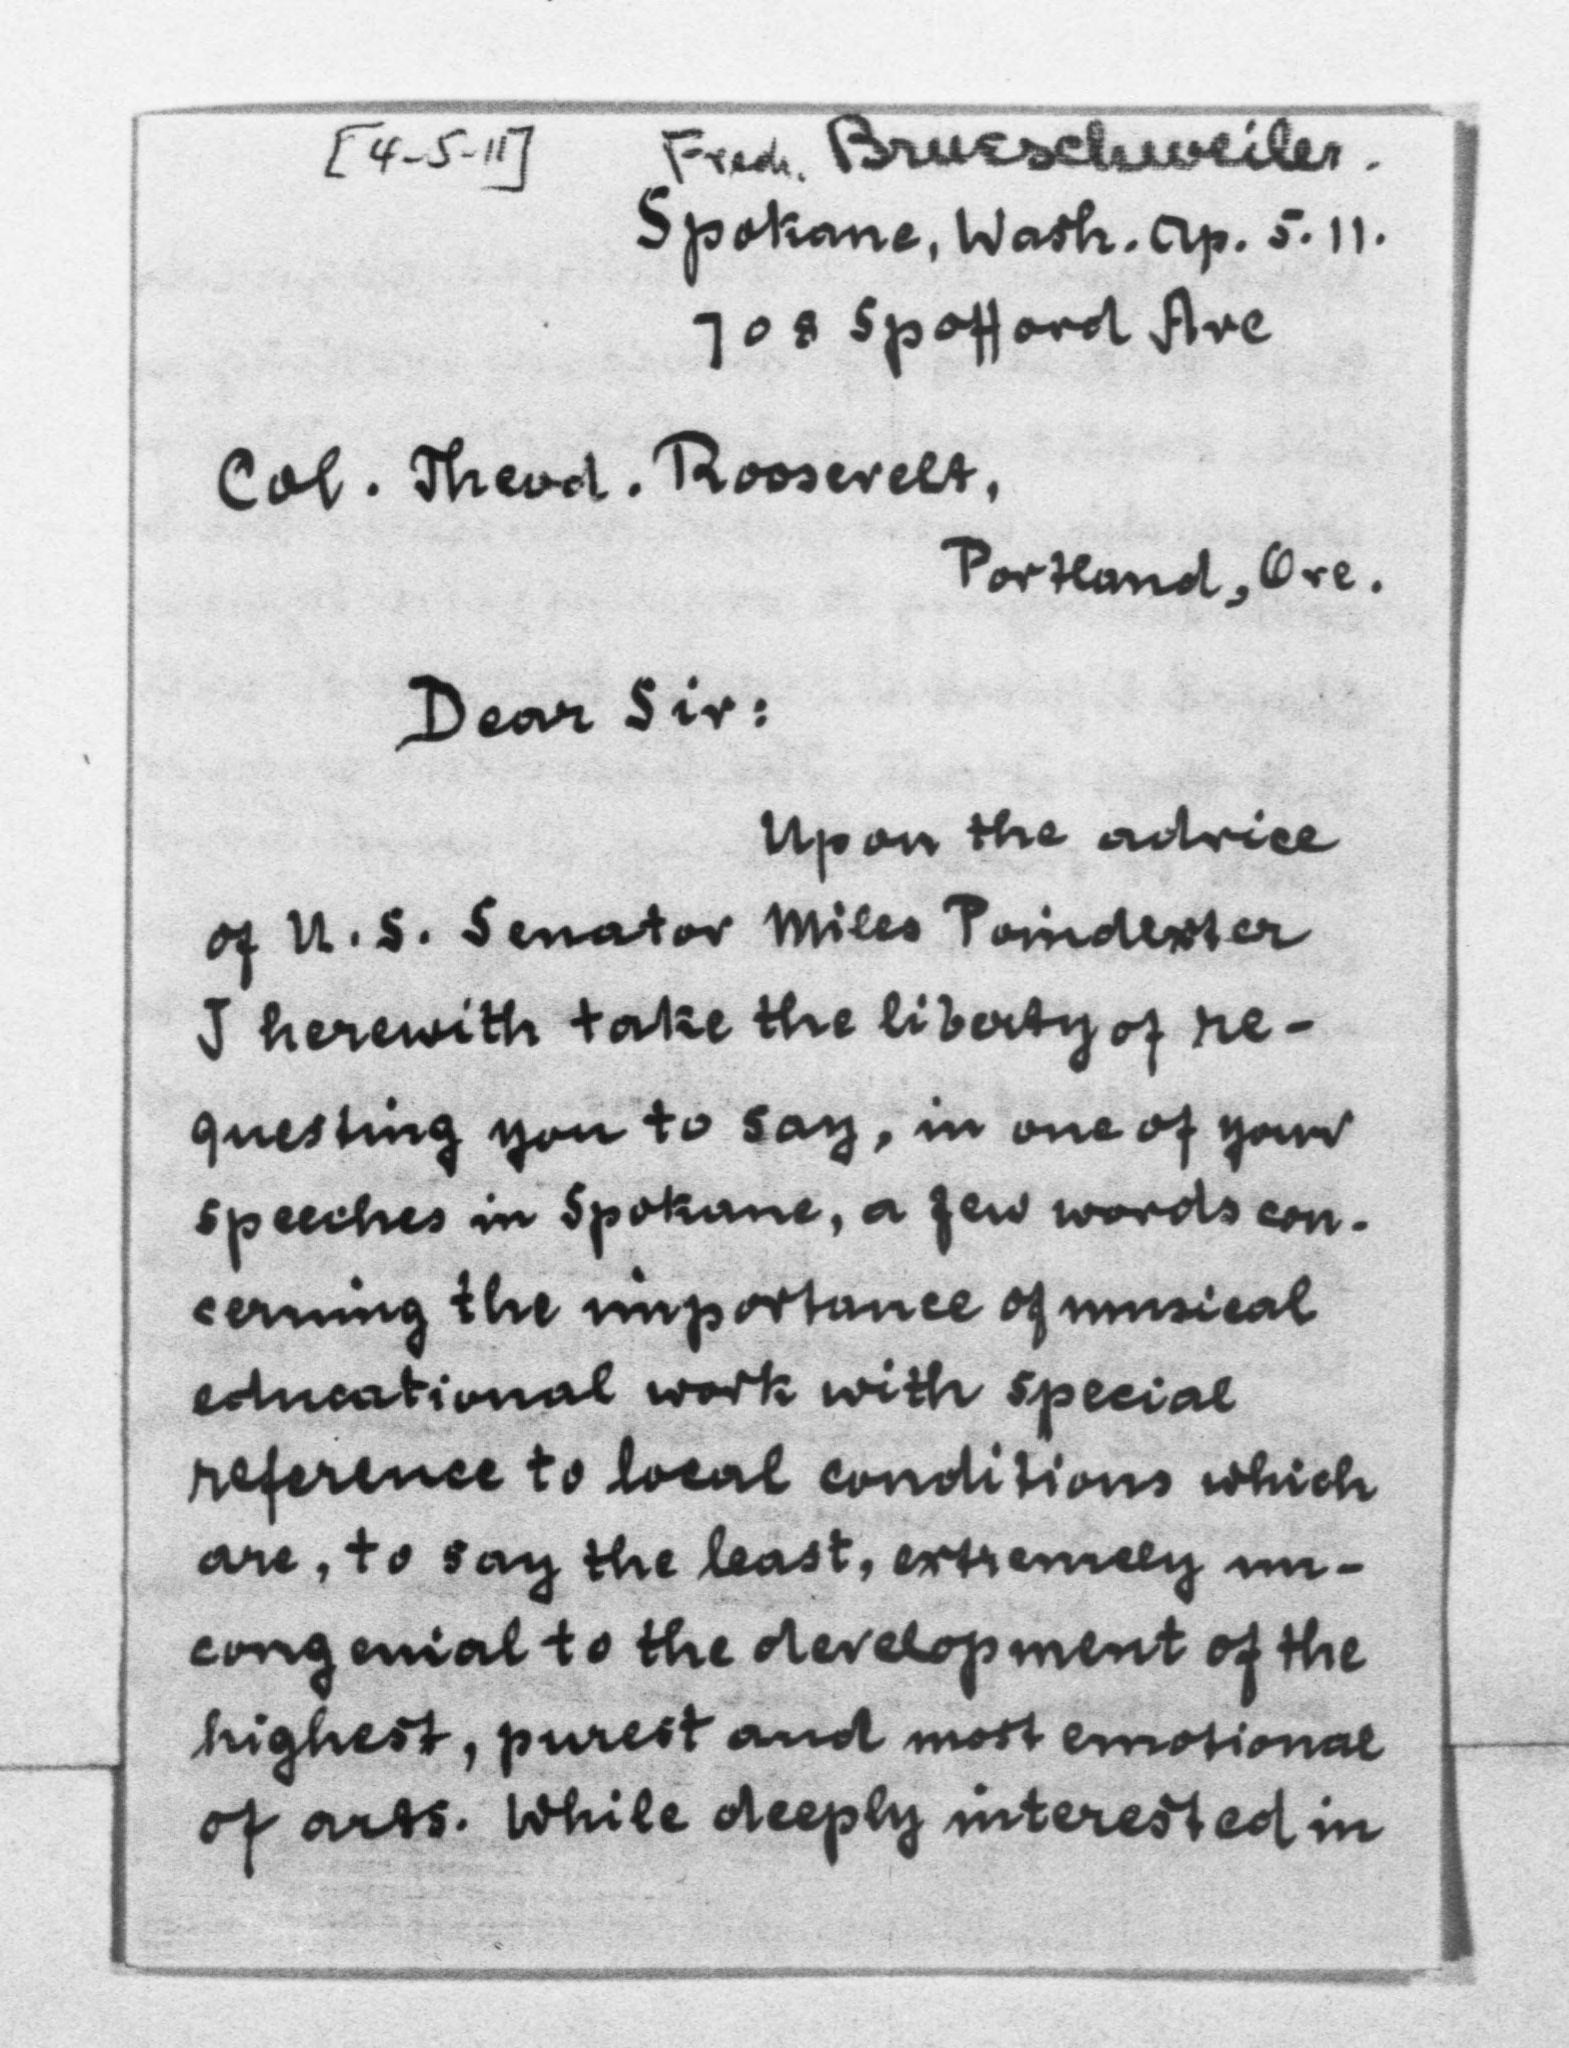 [4-5-11] Fredr. Brueschweiler.
Spokane, Wash. Ap. 5. 11.
708 Spofford Ave
Col. Theod. Roosevelt,
Portland, Ore.
Dear Sir:
Upon the advice
of U. S. Senator Miles Poindexter
I herewith take the liberty of re-
questing you to say, in one of your
speeches in Spokane, a few words con-
cerning the importance of musical
educational work with special
reference to local conditions which
are, to say the least, extremely un-
congenial to the development of the
highest, purest and most emotional
of arts. While deeply interested in